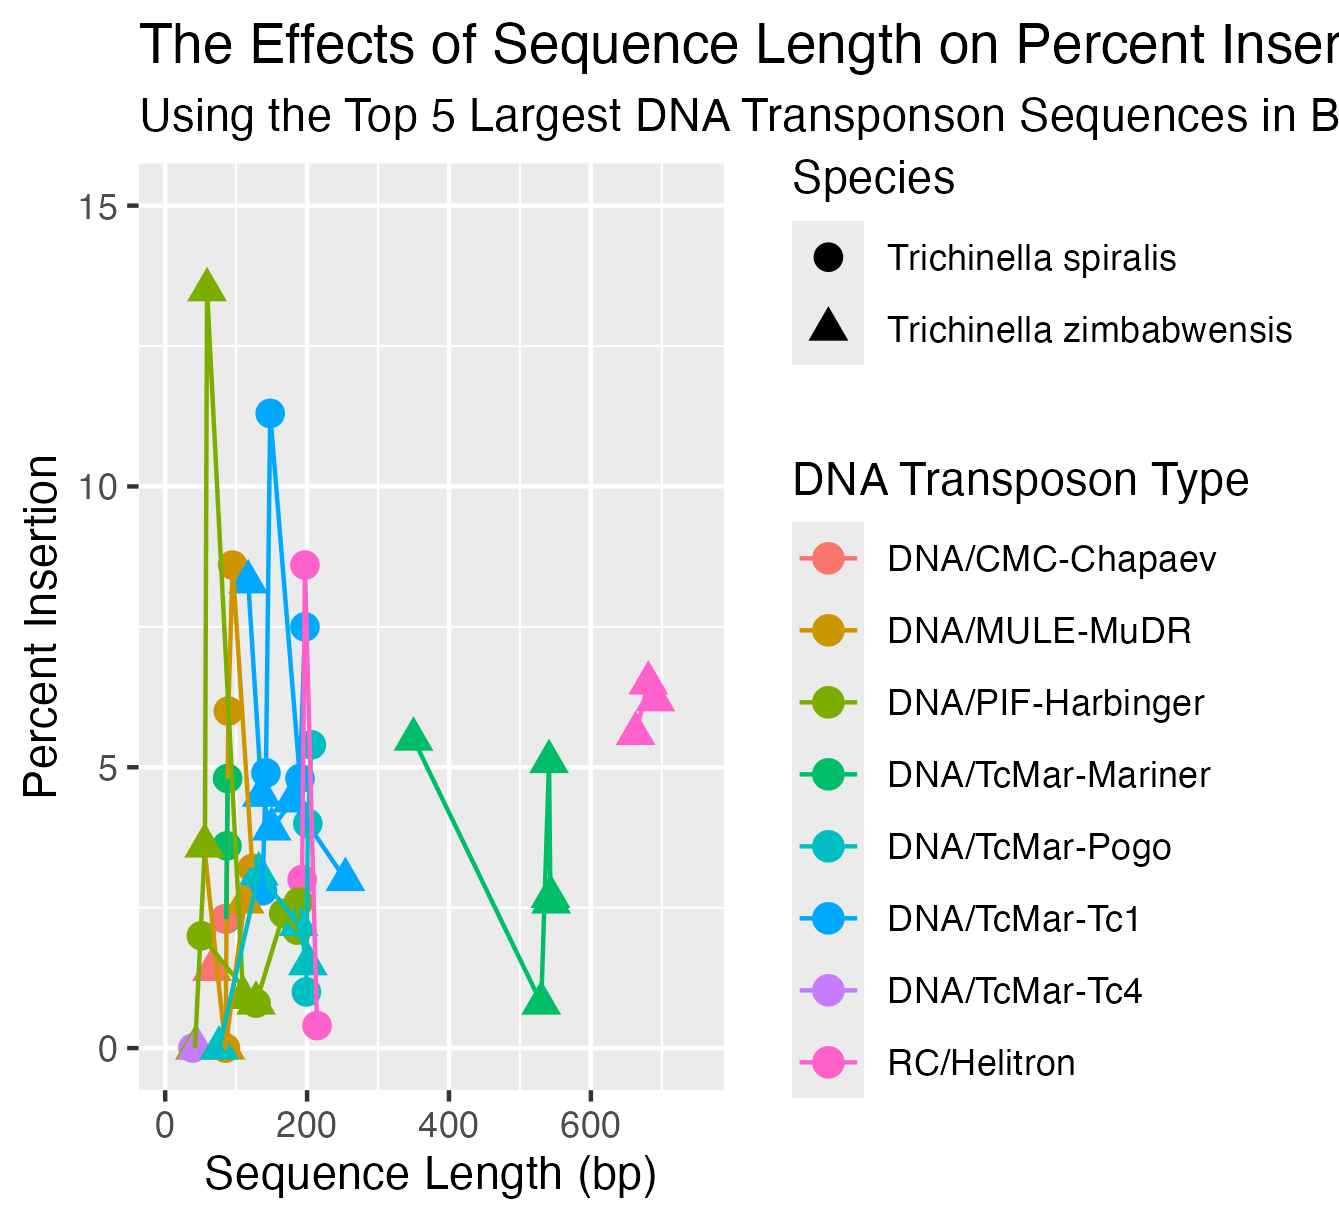 The Effects of Sequence Length on Percent Inser
Using the Top 5 Largest DNA Transponson Sequences in B
Species
Trichinella spiralis
Trichinella zimbabwensis
DNA Transposon Type
DNA/CMC-Chapaev
DNA/MULE-MuDR
DNA/PIF-Harbinger
DNA/TcMar-Mariner
DNA/TcMar-Pogo
DNA/TcMar-Tc1
DNA/TcMar-Tc4
RC/Helitron
Percent Insertion
15
10
5
0
0 200 400 600
Sequence Length (bp)